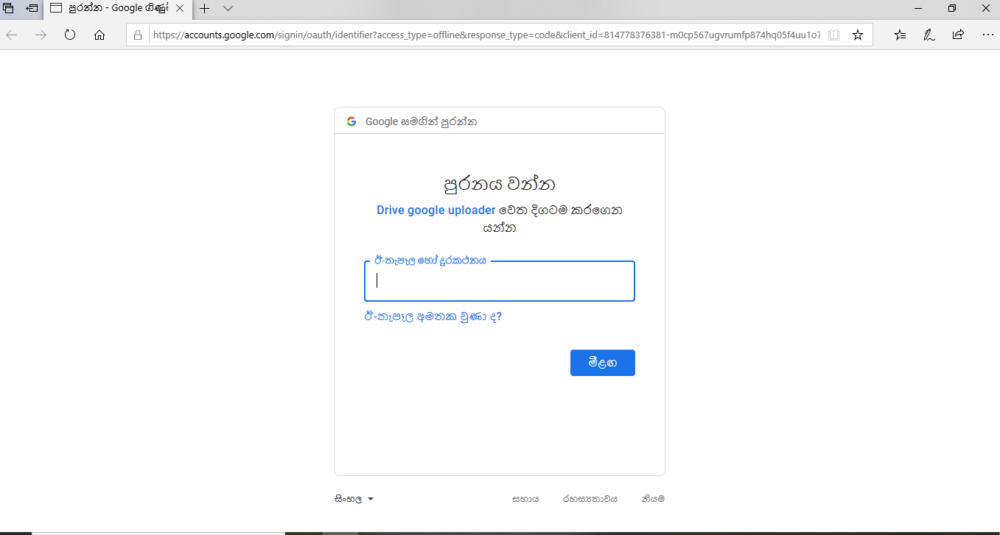 පුරන්න - Google ගිණුම්
https://accounts.google.com/signin/oauth/identifier?access_type=offline&response_type=code&client_id=814778376381-m0cp567ugvrumfp874hq05f4uu1o7
Google සමගින් පුරන්න
පුරනය වන්න
Drive google uploader වෙත දිගටම කරගෙන
යන්න
ඊ-තැපෑල හෝ දුරකථනය
ඊ-තැපෑල අමතක වුණා ද?
මීළඟ
සිංහල
සහාය රහස්‍යතාවය නියම